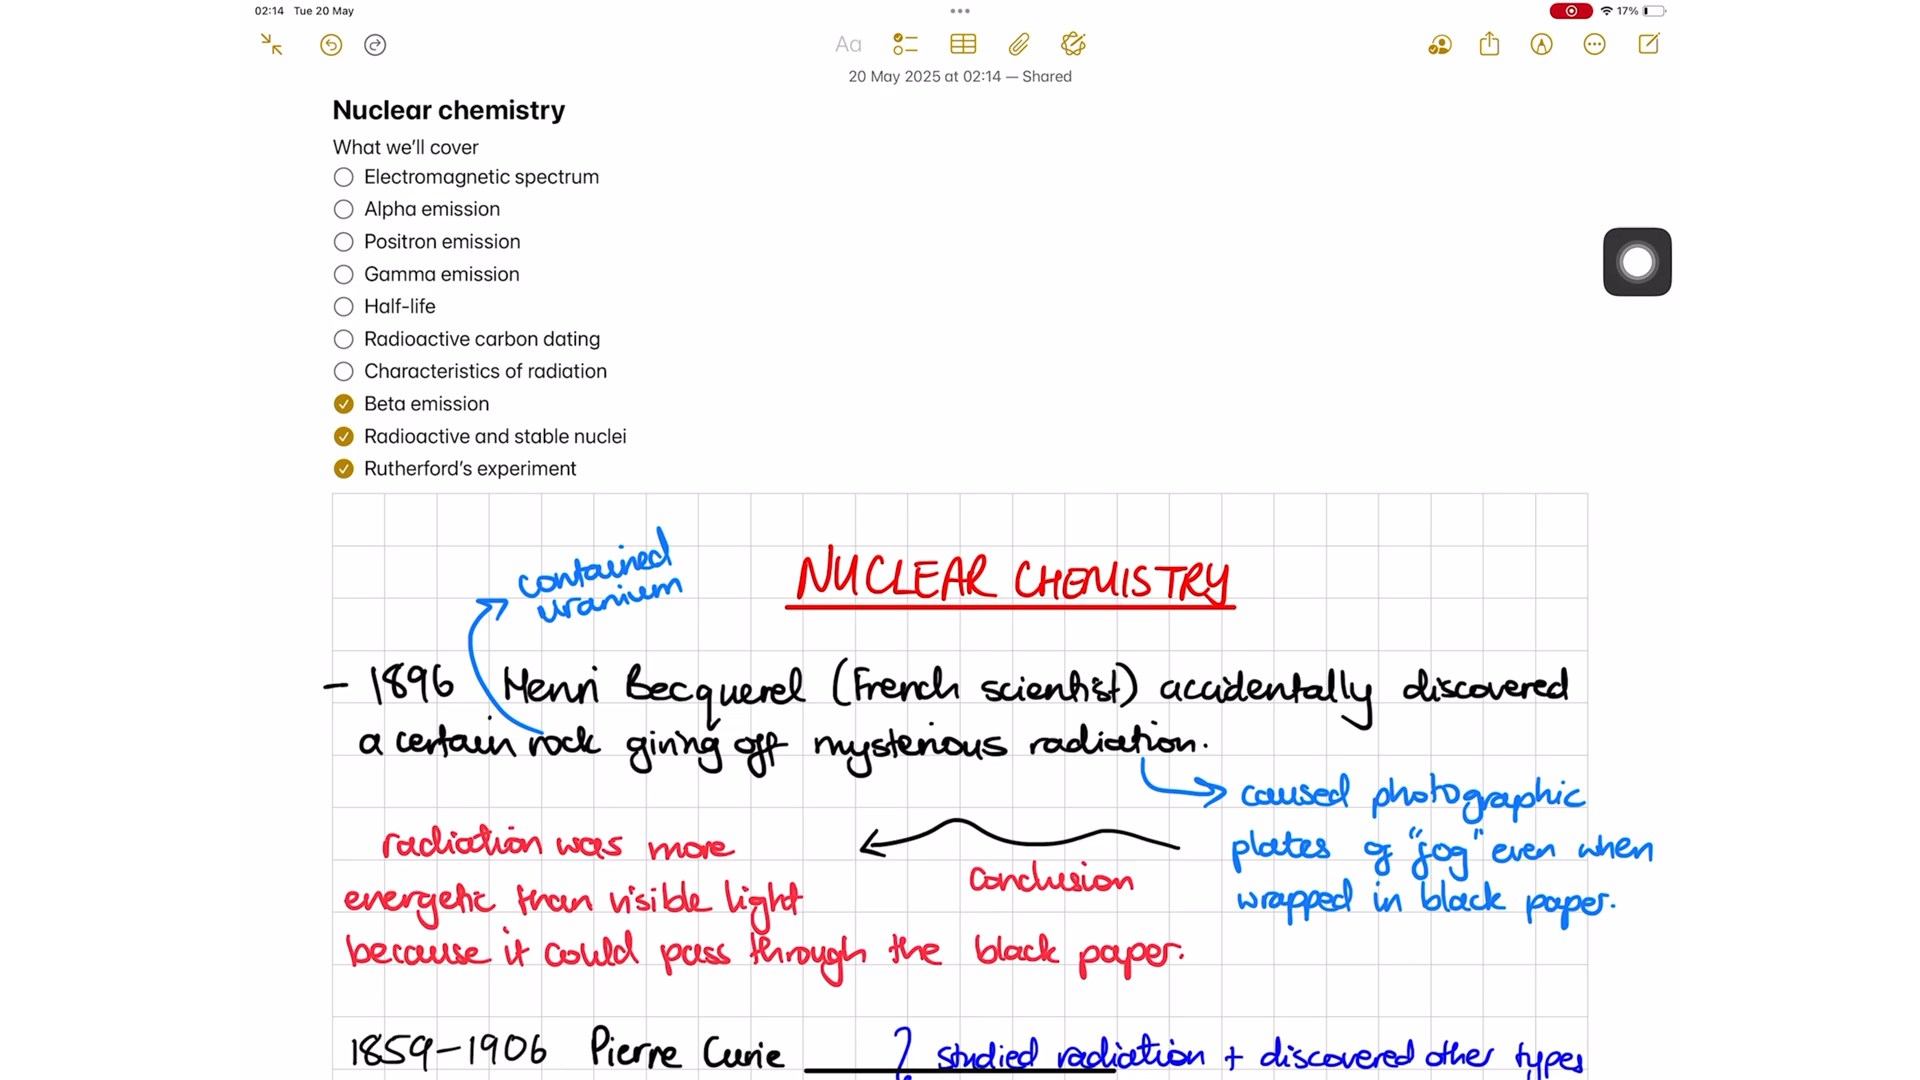 02:14 Tue 20 May
17%
Aa
20 May 2025 at 02:14 — Shared
Nuclear chemistry
What we'll cover
Electromagnetic spectrum
Alpha emission
Positron emission
Gamma emission
Half-life
Radioactive carbon dating
Characteristics of radiation
Beta emission
Radioactive and stable nuclei
Rutherford's experiment
contained
uranium
NUCLEAR CHEMISTRY
- 1896 Henri Becquerel (French scientist) accidentally discovered
a certain rock giving off mysterious radiation.
caused photographic
plates of "fog" even when
wrapped in black paper.
Conclusion
radiation was more
energetic than visible light
because it could pass through the black paper.
1859-1906 Pierre Curie
studied radiation + discovered other types